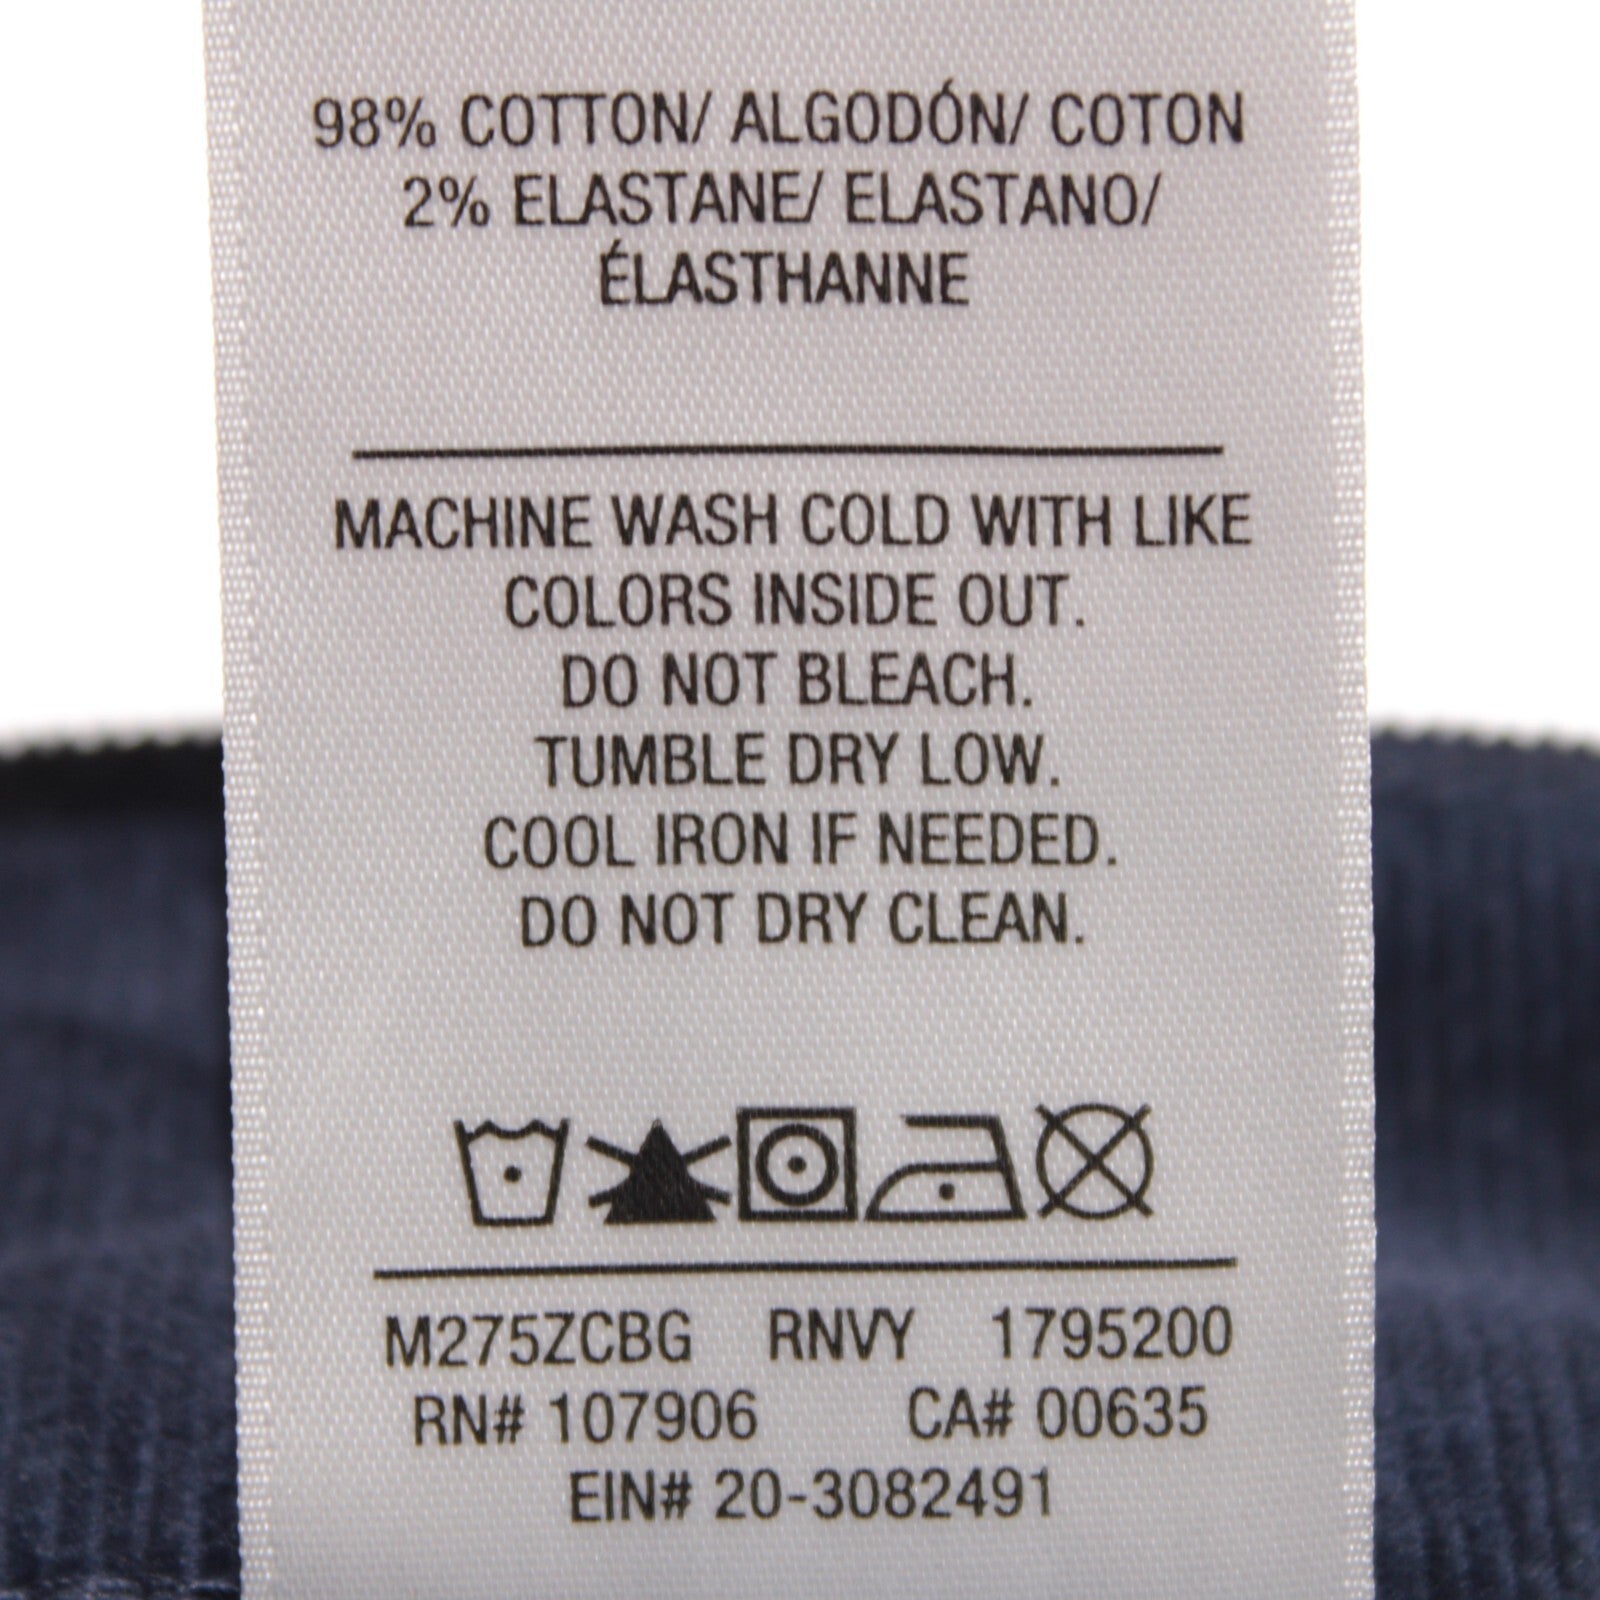 98% COTTON/ ALGODÓN/ COTON
2% ELASTANE/ ELASTANO/
ÉLASTHANNE
MACHINE WASH COLD WITH LIKE
COLORS INSIDE OUT.
DO NOT BLEACH.
TUMBLE DRY LOW.
COOL IRON IF NEEDED.
DO NOT DRY CLEAN.
M275ZCBG RNVY 1795200
RN# 107906 CA# 00635
EIN# 20-3082491